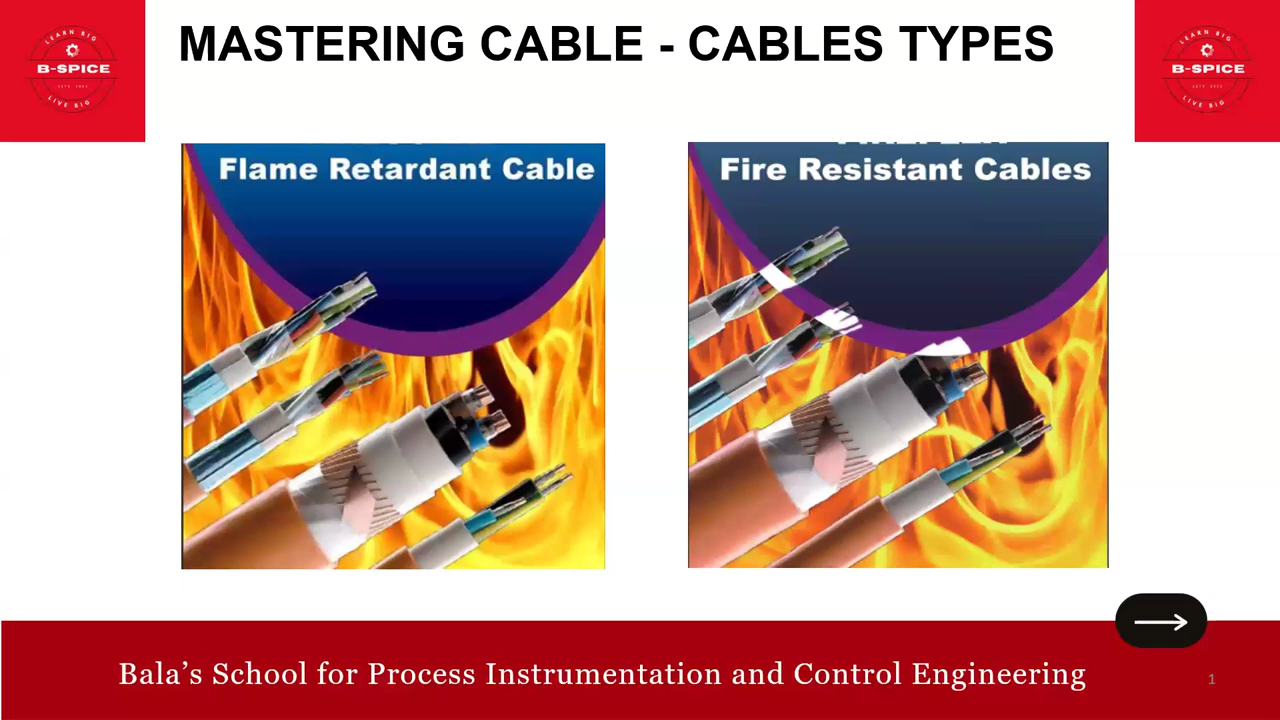 MASTERING CABLE - CABLES TYPES
LEARN BIG
B-SPICE
LIVE BIG
LEARN BIG
B-SPICE
LIVE BIG
Flame Retardant Cable
Fire Resistant Cables
Bala’s School for Process Instrumentation and Control Engineering
1